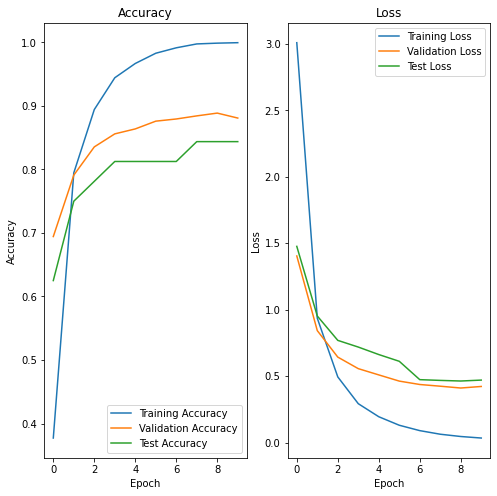 Accuracy
Accuracy
1.0
0.9
0.8
0.7
0.6
0.5
0.4
0 2 4 6 8
Epoch
Training Accuracy
Validation Accuracy
Test Accuracy
Loss
Loss
3.0
2.5
2.0
1.5
1.0
0.5
0.0
0 2 4 6 8
Epoch
Training Loss
Validation Loss
Test Loss